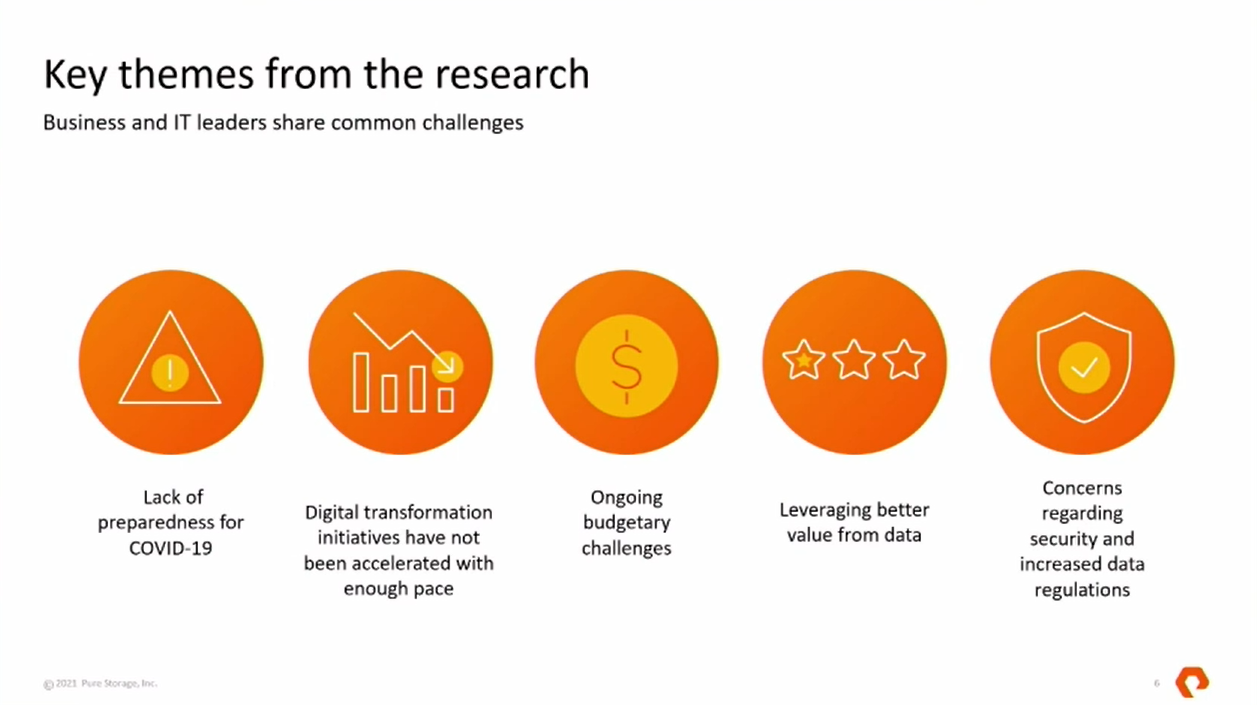 Key themes from the research
Business and IT leaders share common challenges
!
$
Lack of
preparedness for
COVID-19
Digital transformation
initiatives have not
been accelerated with
enough pace
Ongoing
budgetary
challenges
Leveraging better
value from data
Concerns
regarding
security and
increased data
regulations
© 2021 Pure Storage, Inc.
6